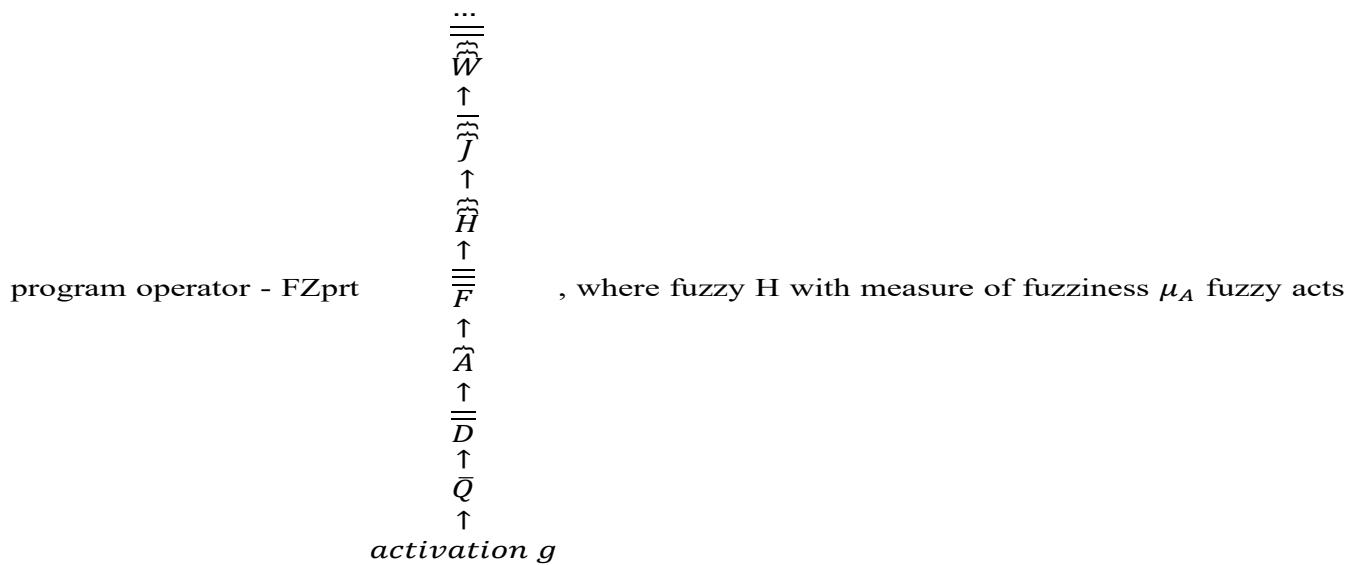 ...
W
↑
J
↑
H
↑
program operator - FZprt F̅̅̅ , where fuzzy H with measure of fuzziness μ_A fuzzy acts
↑
A
↑
D̅̅
↑
Q̅
↑
activation g